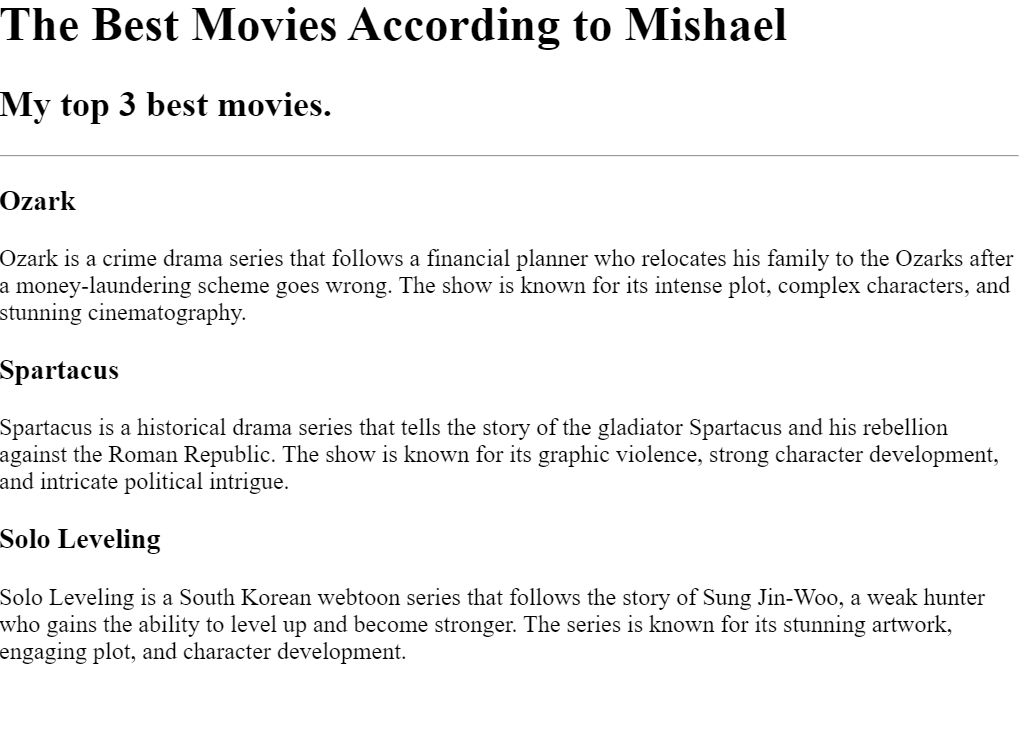 The Best Movies According to Mishael
My top 3 best movies.
Ozark
Ozark is a crime drama series that follows a financial planner who relocates his family to the Ozarks after
a money-laundering scheme goes wrong. The show is known for its intense plot, complex characters, and
stunning cinematography.
Spartacus
Spartacus is a historical drama series that tells the story of the gladiator Spartacus and his rebellion
against the Roman Republic. The show is known for its graphic violence, strong character development,
and intricate political intrigue.
Solo Leveling
Solo Leveling is a South Korean webtoon series that follows the story of Sung Jin-Woo, a weak hunter
who gains the ability to level up and become stronger. The series is known for its stunning artwork,
engaging plot, and character development.